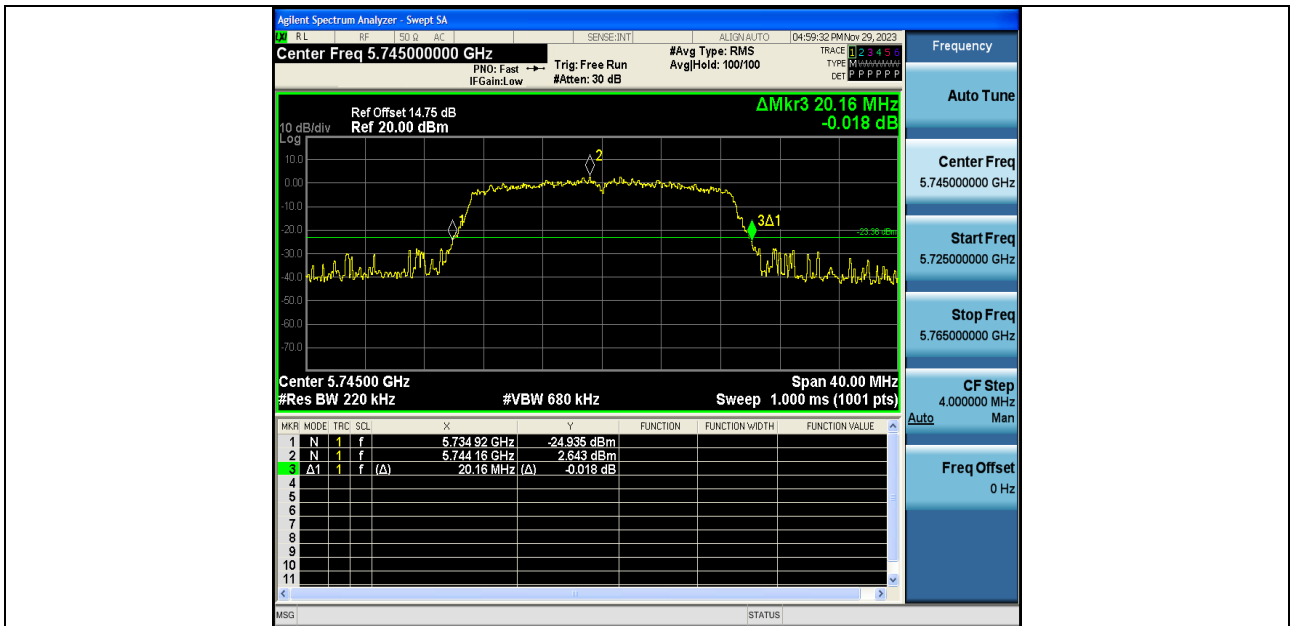 Agilent Spectrum Analyzer - Swept SA
RL RF 50 Ω AC SENSE:INT ALIGN AUTO 04:59:32 PM Nov 29, 2023
Center Freq 5.745000000 GHz
PNO: Fast
IFGain:Low
Trig: Free Run
#Atten: 30 dB
#Avg Type: RMS
Avg|Hold: 100/100
TRACE 1 2 3 4 5 6
TYPE M
DET P P P P P P
ΔMkr3 20.16 MHz
-0.018 dB
Ref Offset 14.75 dB
10 dB/div Ref 20.00 dBm
Log
10.0
0.00
-10.0
-20.0
-30.0
-40.0
-50.0
-60.0
-70.0
1
2
3Δ1
-23.36 dBm
Center 5.74500 GHz Span 40.00 MHz
#Res BW 220 kHz #VBW 680 kHz Sweep 1.000 ms (1001 pts)
MKR MODE TRC SCL X Y FUNCTION FUNCTION WIDTH FUNCTION VALUE
1 N 1 f 5.734 92 GHz -24.935 dBm
2 N 1 f 5.744 16 GHz 2.643 dBm
3 Δ1 1 f (Δ) 20.16 MHz (Δ) -0.018 dB
4
5
6
7
8
9
10
11
MSG STATUS
Frequency
Auto Tune
Center Freq
5.745000000 GHz
Start Freq
5.725000000 GHz
Stop Freq
5.765000000 GHz
CF Step
4.000000 MHz
Auto Man
Freq Offset
0 Hz